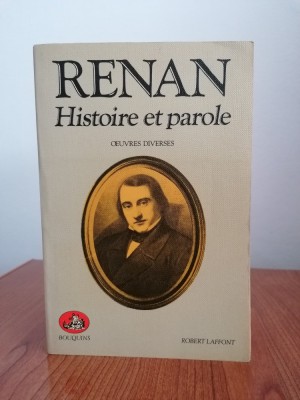 RENAN
Histoire et parole
ŒUVRES DIVERSES
BOUQUINS
ROBERT LAFFONT